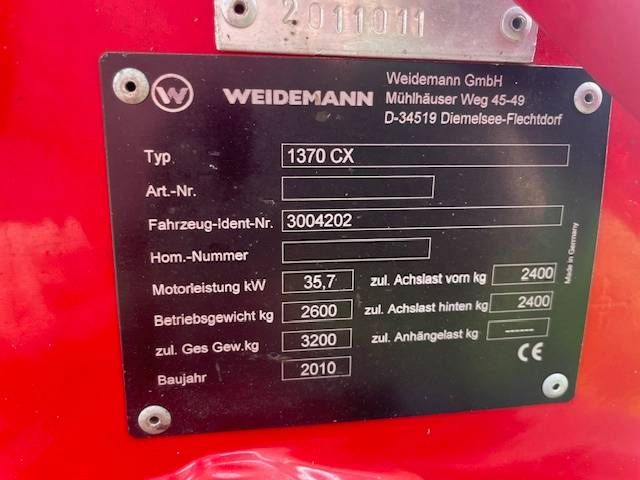 2011011
W WEIDEMANN
Weidemann GmbH
Mühlhäuser Weg 45-49
D-34519 Diemelsee-Flechtdorf
Typ 1370 CX
Art.-Nr.
Fahrzeug-ident-Nr. 3004202
Hom.-Nummer
Motorleistung kW 35,7 zul. Achslast vorn kg 2400
Betriebsgewicht kg 2600 zul. Achslast hinten kg 2400
zul. Ges Gew.kg 3200 zul. Anhängelast kg -----
Baujahr 2010
CE
Made in Germany